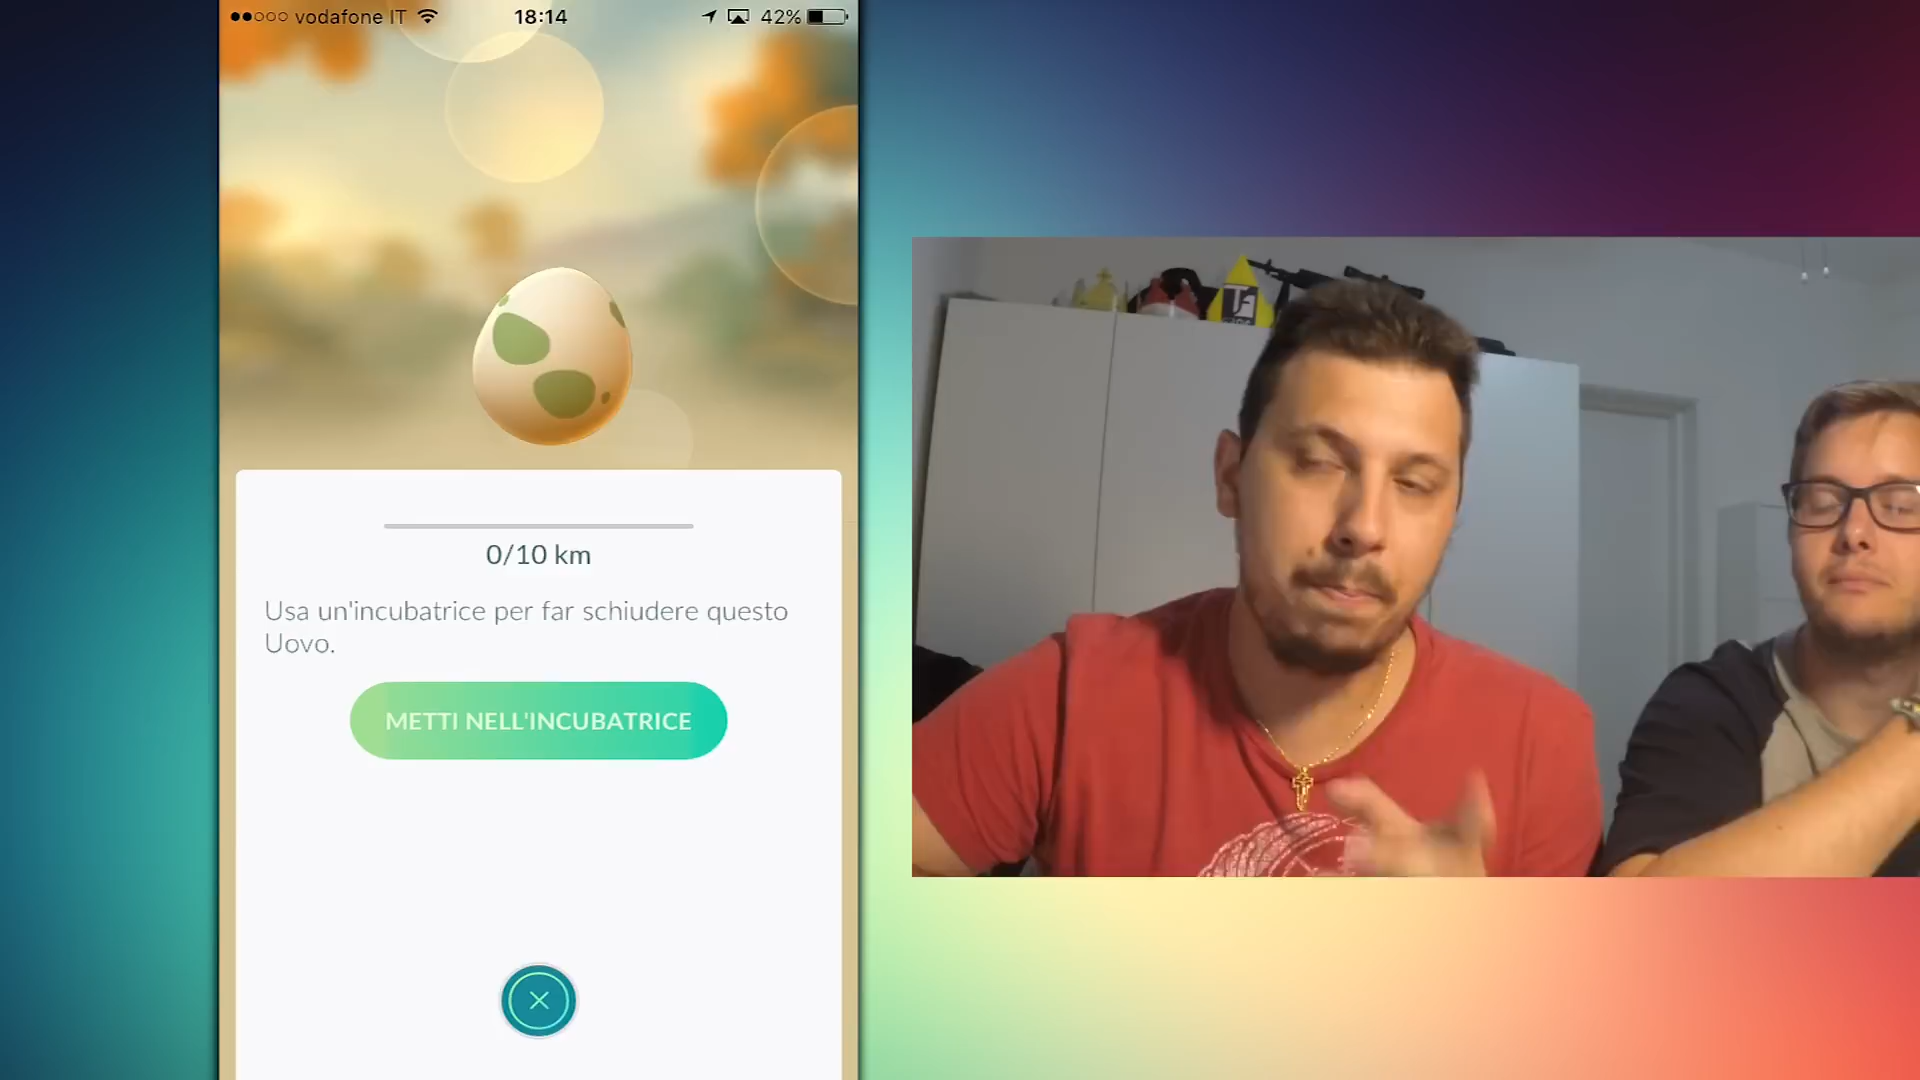 vodafone IT 18:14 42%
0/10 km
Usa un'incubatrice per far schiudere questo
Uovo.
METTI NELL'INCUBATRICE